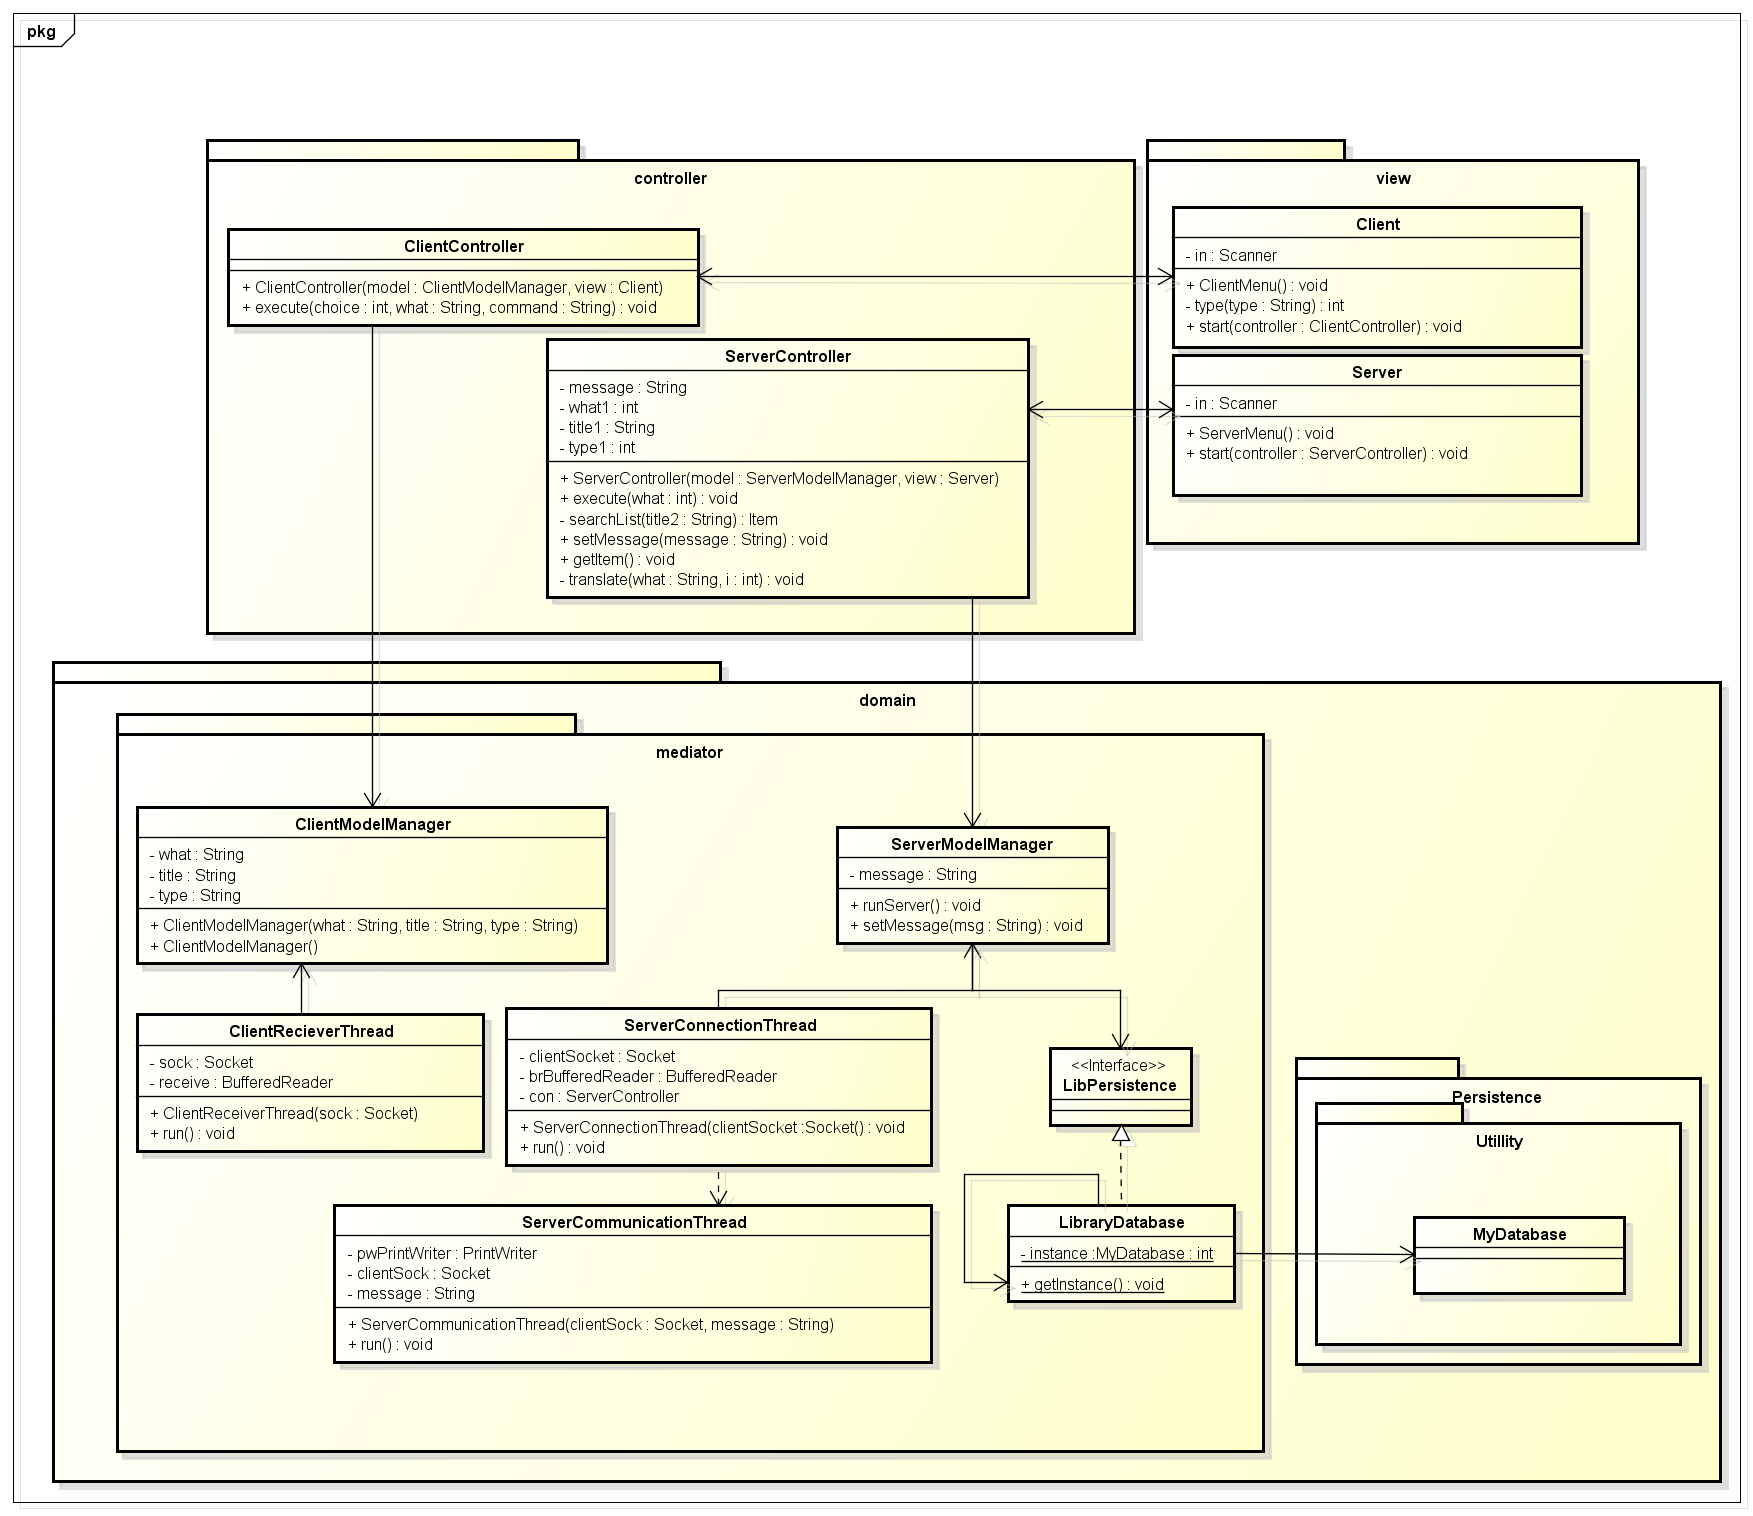 pkg
controller
ClientController
+ ClientController(model : ClientModelManager, view : Client)
+ execute(choice : int, what : String, command : String) : void
ServerController
- message : String
- what1 : int
- title1 : String
- type1 : int
+ ServerController(model : ServerModelManager, view : Server)
+ execute(what : int) : void
- searchList(title2 : String) : Item
+ setMessage(message : String) : void
+ getItem() : void
- translate(what : String, i : int) : void
view
Client
- in : Scanner
+ ClientMenu() : void
- type(type : String) : int
+ start(controller : ClientController) : void
Server
- in : Scanner
+ ServerMenu() : void
+ start(controller : ServerController) : void
domain
mediator
ClientModelManager
- what : String
- title : String
- type : String
+ ClientModelManager(what : String, title : String, type : String)
+ ClientModelManager()
ServerModelManager
- message : String
+ runServer() : void
+ setMessage(msg : String) : void
ClientRecieverThread
- sock : Socket
- receive : BufferedReader
+ ClientReceiverThread(sock : Socket)
+ run() : void
ServerConnectionThread
- clientSocket : Socket
- brBufferedReader : BufferedReader
- con : ServerController
+ ServerConnectionThread(clientSocket :Socket() : void
+ run() : void
<<Interface>>
LibPersistence
ServerCommunicationThread
- pwPrintWriter : PrintWriter
- clientSock : Socket
- message : String
+ ServerCommunicationThread(clientSock : Socket, message : String)
+ run() : void
LibraryDatabase
- instance :MyDatabase : int
+ getInstance() : void
Persistence
Utillity
MyDatabase